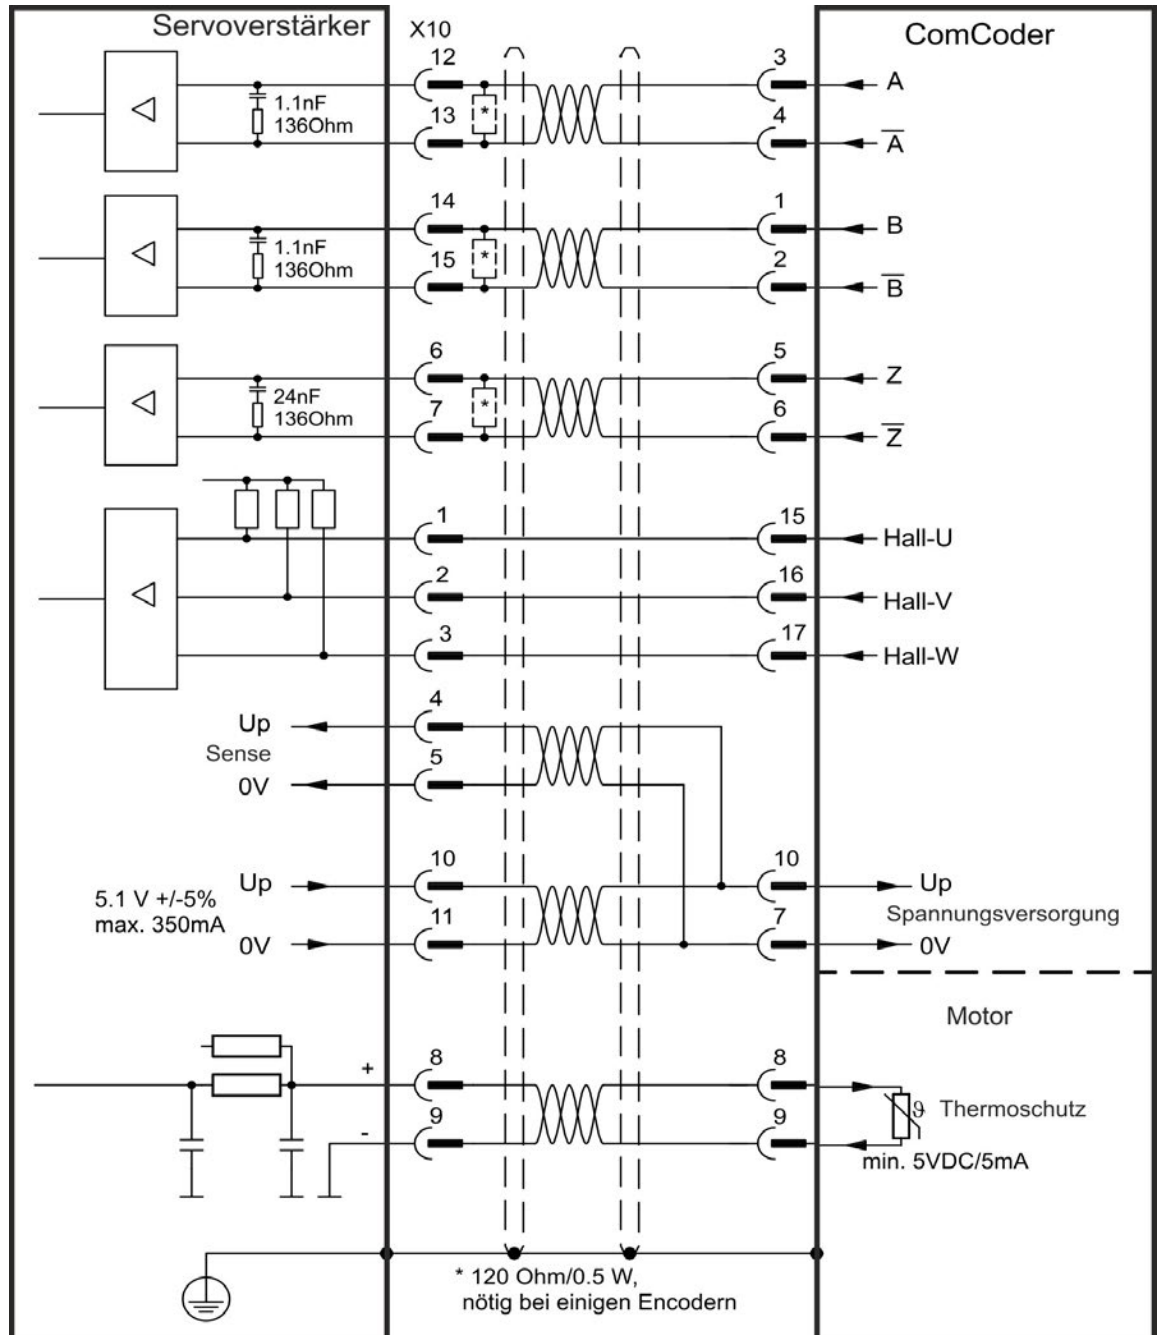 Servoverstärker
X10
ComCoder
12
3
A
1.1nF
136Ohm
*
13
4
A̅
14
1
B
1.1nF
136Ohm
*
15
2
B̅
6
5
Z
24nF
136Ohm
*
7
6
Z̅
1
15
Hall-U
2
16
Hall-V
3
17
Hall-W
4
Up
Sense
5
0V
10
10
Up
Up
5.1 V +/-5%
max. 350mA
Spannungsversorgung
11
7
0V
0V
Motor
8
8
+
ϑ Thermoschutz
9
9
-
min. 5VDC/5mA
* 120 Ohm/0.5 W,
nötig bei einigen Encodern